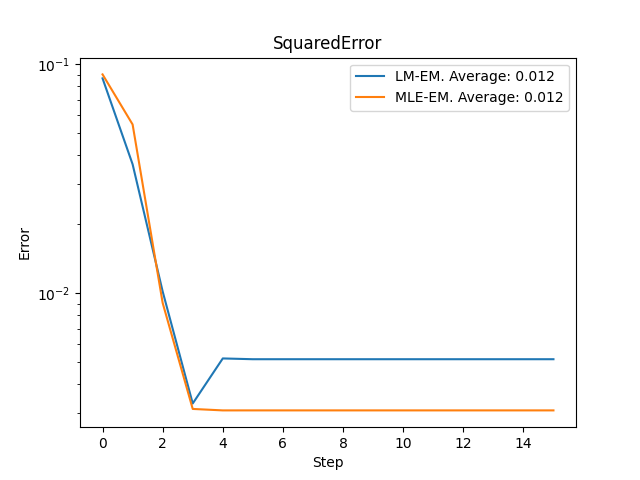 SquaredError
LM-EM. Average: 0.012
MLE-EM. Average: 0.012
Error
10⁻¹
10⁻²
0 2 4 6 8 10 12 14
Step